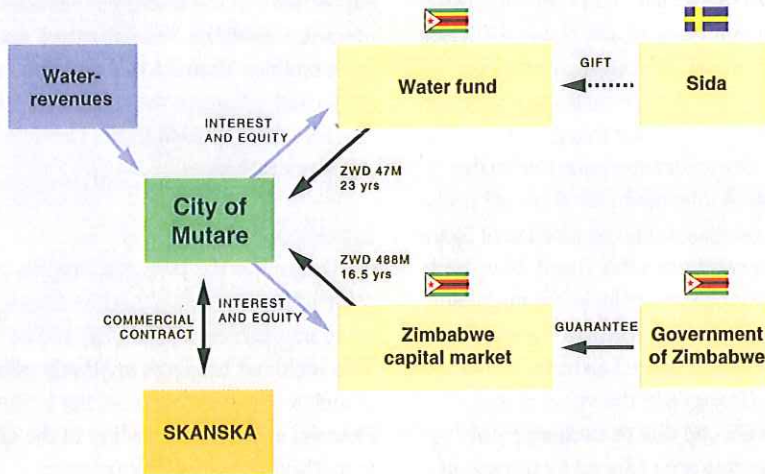 Water-
revenues
Water fund
GIFT
Sida
INTEREST
AND EQUITY
ZWD 47M
23 yrs
City of
Mutare
ZWD 488M
16.5 yrs
COMMERCIAL
CONTRACT
INTEREST
AND EQUITY
Zimbabwe
capital market
GUARANTEE
Government
of Zimbabwe
SKANSKA